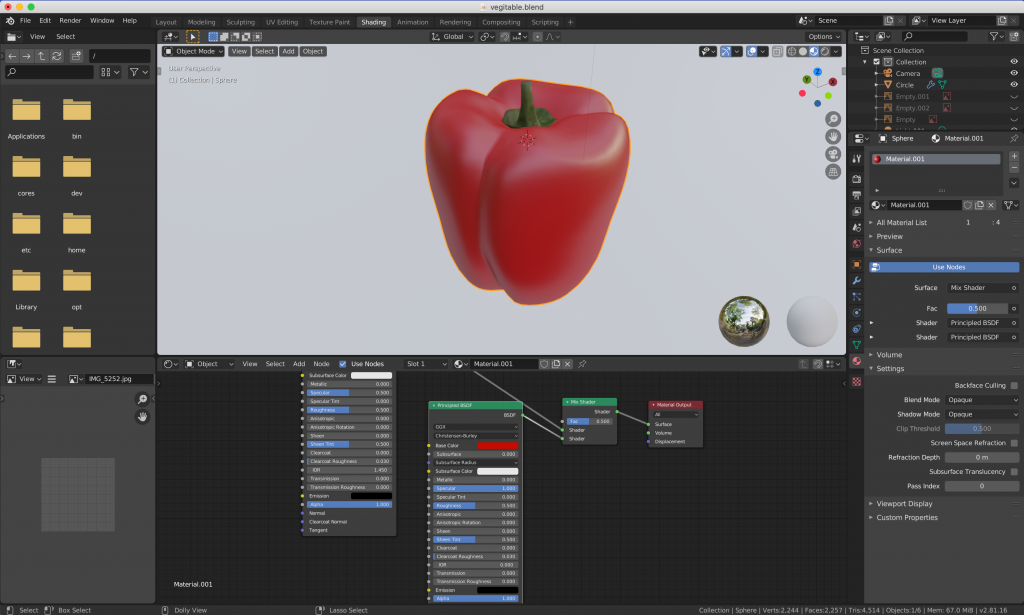 vegitable.blend
File Edit Render Window Help
Layout Modeling Sculpting UV Editing Texture Paint Shading Animation Rendering Compositing Scripting +
Scene
View Layer
View Select
Global
Options
/
Object Mode View Select Add Object
User Perspective
(1) Collection | Sphere
Z
Y
X
Applications
bin
cores
dev
etc
home
Library
opt
Scene Collection
Collection
Camera
Circle
Empty.001
Empty.002
Empty
Sphere
Material.001
Material.001
Material.001
All Material List 1 : 4
Preview
Surface
Use Nodes
Surface Mix Shader
Fac 0.500
Shader Principled BSDF
Shader Principled BSDF
Volume
Settings
Backface Culling
Blend Mode Opaque
Shadow Mode Opaque
Clip Threshold 0.500
Screen Space Refraction
Refraction Depth 0 m
Subsurface Translucency
Pass Index 0
Viewport Display
Custom Properties
View
IMG_5252.jpg
Object View Select Add Node Use Nodes Slot 1 Material.001
Subsurface Color
Metallic 0.000
Specular 0.500
Specular Tint 0.000
Roughness 0.500
Anisotropic 0.000
Anisotropic Rotation 0.000
Sheen 0.000
Sheen Tint 0.500
Clearcoat 0.000
Clearcoat Roughness 0.030
IOR 1.450
Transmission 0.000
Transmission Roughness 0.000
Emission
Alpha 1.000
Normal
Clearcoat Normal
Tangent
Principled BSDF
BSDF
GGX
Christensen-Burley
Base Color
Subsurface 0.000
Subsurface Radius
Subsurface Color
Metallic 0.000
Specular 1.000
Specular Tint 0.000
Roughness 0.500
Anisotropic 0.000
Anisotropic Rotation 0.000
Sheen 0.000
Sheen Tint 0.500
Clearcoat 0.000
Clearcoat Roughness 0.030
IOR 0.000
Transmission 0.000
Transmission Roughness 0.000
Emission
Alpha 1.000
Mix Shader
Shader
Fac 0.500
Shader
Shader
Material Output
All
Surface
Volume
Displacement
Material.001
Select Box Select Dolly View Lasso Select Collection | Sphere | Verts:2,244 | Faces:2,257 | Tris:4,514 | Objects:1/6 | Mem: 67.0 MiB | v2.81.16